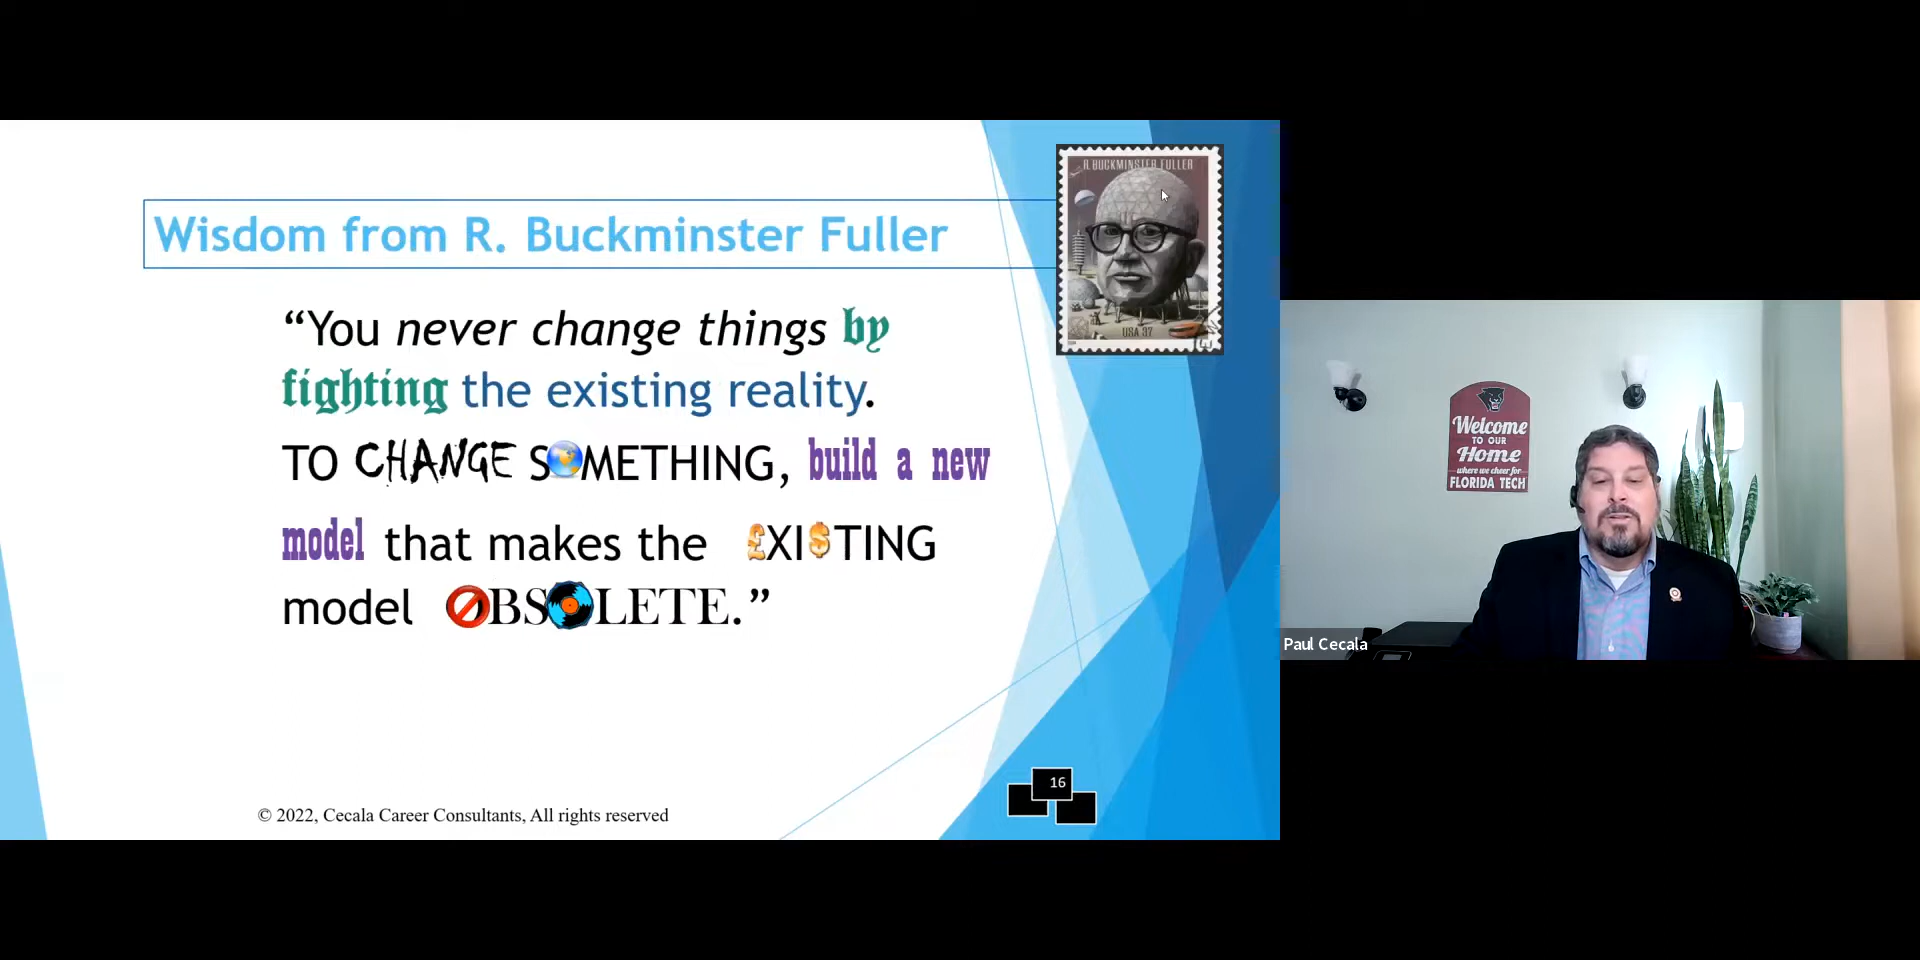 R. BUCKMINSTER FULLER
Wisdom from R. Buckminster Fuller
“You never change things by
fighting the existing reality.
TO CHANGE SOMETHING, build a new
model that makes the £XI$TING
model OBSOLETE.”
USA 37
16
© 2022, Cecala Career Consultants, All rights reserved
Welcome
TO OUR
Home
where we cheer for
FLORIDA TECH
Paul Cecala